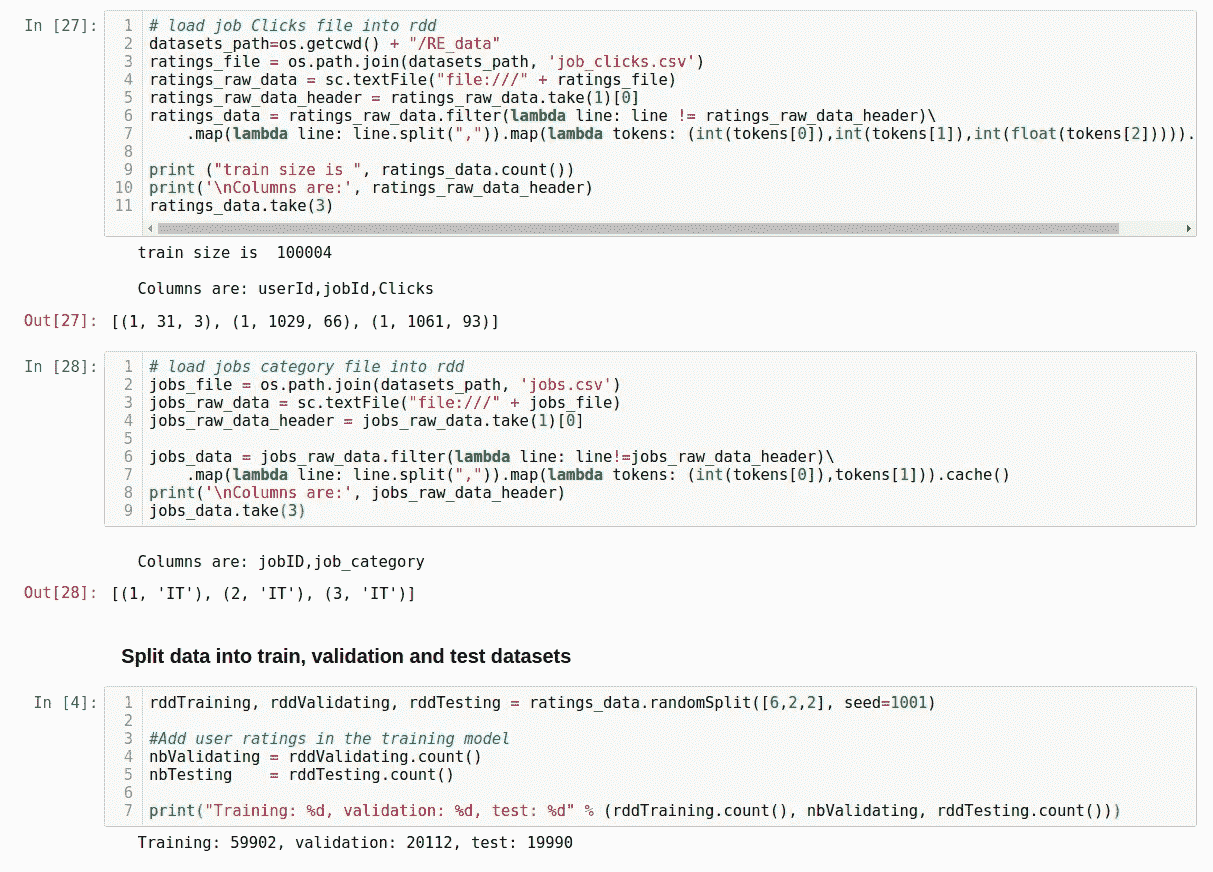 In [27]:
1 # load job Clicks file into rdd
2 datasets_path=os.getcwd() + "/RE_data"
3 ratings_file = os.path.join(datasets_path, 'job_clicks.csv')
4 ratings_raw_data = sc.textFile("file:///" + ratings_file)
5 ratings_raw_data_header = ratings_raw_data.take(1)[0]
6 ratings_data = ratings_raw_data.filter(lambda line: line != ratings_raw_data_header)\
7     .map(lambda line: line.split(",")).map(lambda tokens: (int(tokens[0]),int(tokens[1]),int(float(tokens[2])))).
8
9 print ("train size is ", ratings_data.count())
10 print('\nColumns are:', ratings_raw_data_header)
11 ratings_data.take(3)
train size is  100004
Columns are: userId,jobId,Clicks
Out[27]: [(1, 31, 3), (1, 1029, 66), (1, 1061, 93)]
In [28]:
1 # load jobs category file into rdd
2 jobs_file = os.path.join(datasets_path, 'jobs.csv')
3 jobs_raw_data = sc.textFile("file:///" + jobs_file)
4 jobs_raw_data_header = jobs_raw_data.take(1)[0]
5
6 jobs_data = jobs_raw_data.filter(lambda line: line!=jobs_raw_data_header)\
7     .map(lambda line: line.split(",")).map(lambda tokens: (int(tokens[0]),tokens[1])).cache()
8 print('\nColumns are:', jobs_raw_data_header)
9 jobs_data.take(3)
Columns are: jobID,job_category
Out[28]: [(1, 'IT'), (2, 'IT'), (3, 'IT')]
Split data into train, validation and test datasets
In [4]:
1 rddTraining, rddValidating, rddTesting = ratings_data.randomSplit([6,2,2], seed=1001)
2
3 #Add user ratings in the training model
4 nbValidating = rddValidating.count()
5 nbTesting    = rddTesting.count()
6
7 print("Training: %d, validation: %d, test: %d" % (rddTraining.count(), nbValidating, rddTesting.count()))
Training: 59902, validation: 20112, test: 19990